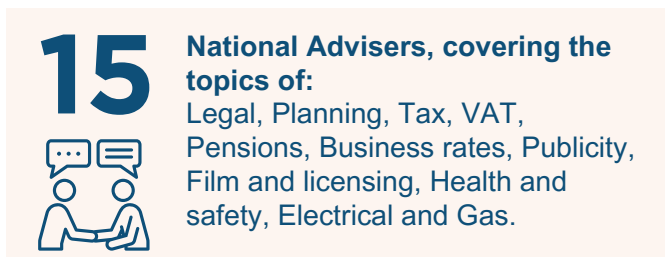 15
National Advisers, covering the
topics of:
Legal, Planning, Tax, VAT,
Pensions, Business rates, Publicity,
Film and licensing, Health and
safety, Electrical and Gas.